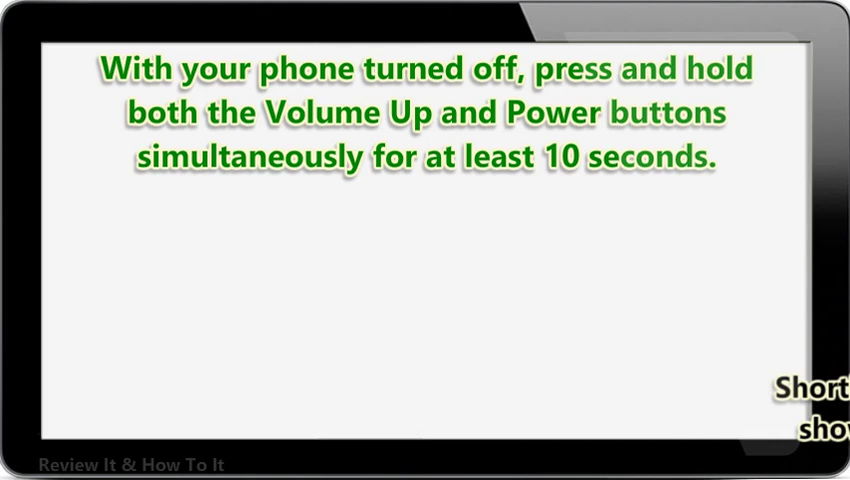 With your phone turned off, press and hold
both the Volume Up and Power buttons
simultaneously for at least 10 seconds.
Review It & How To It